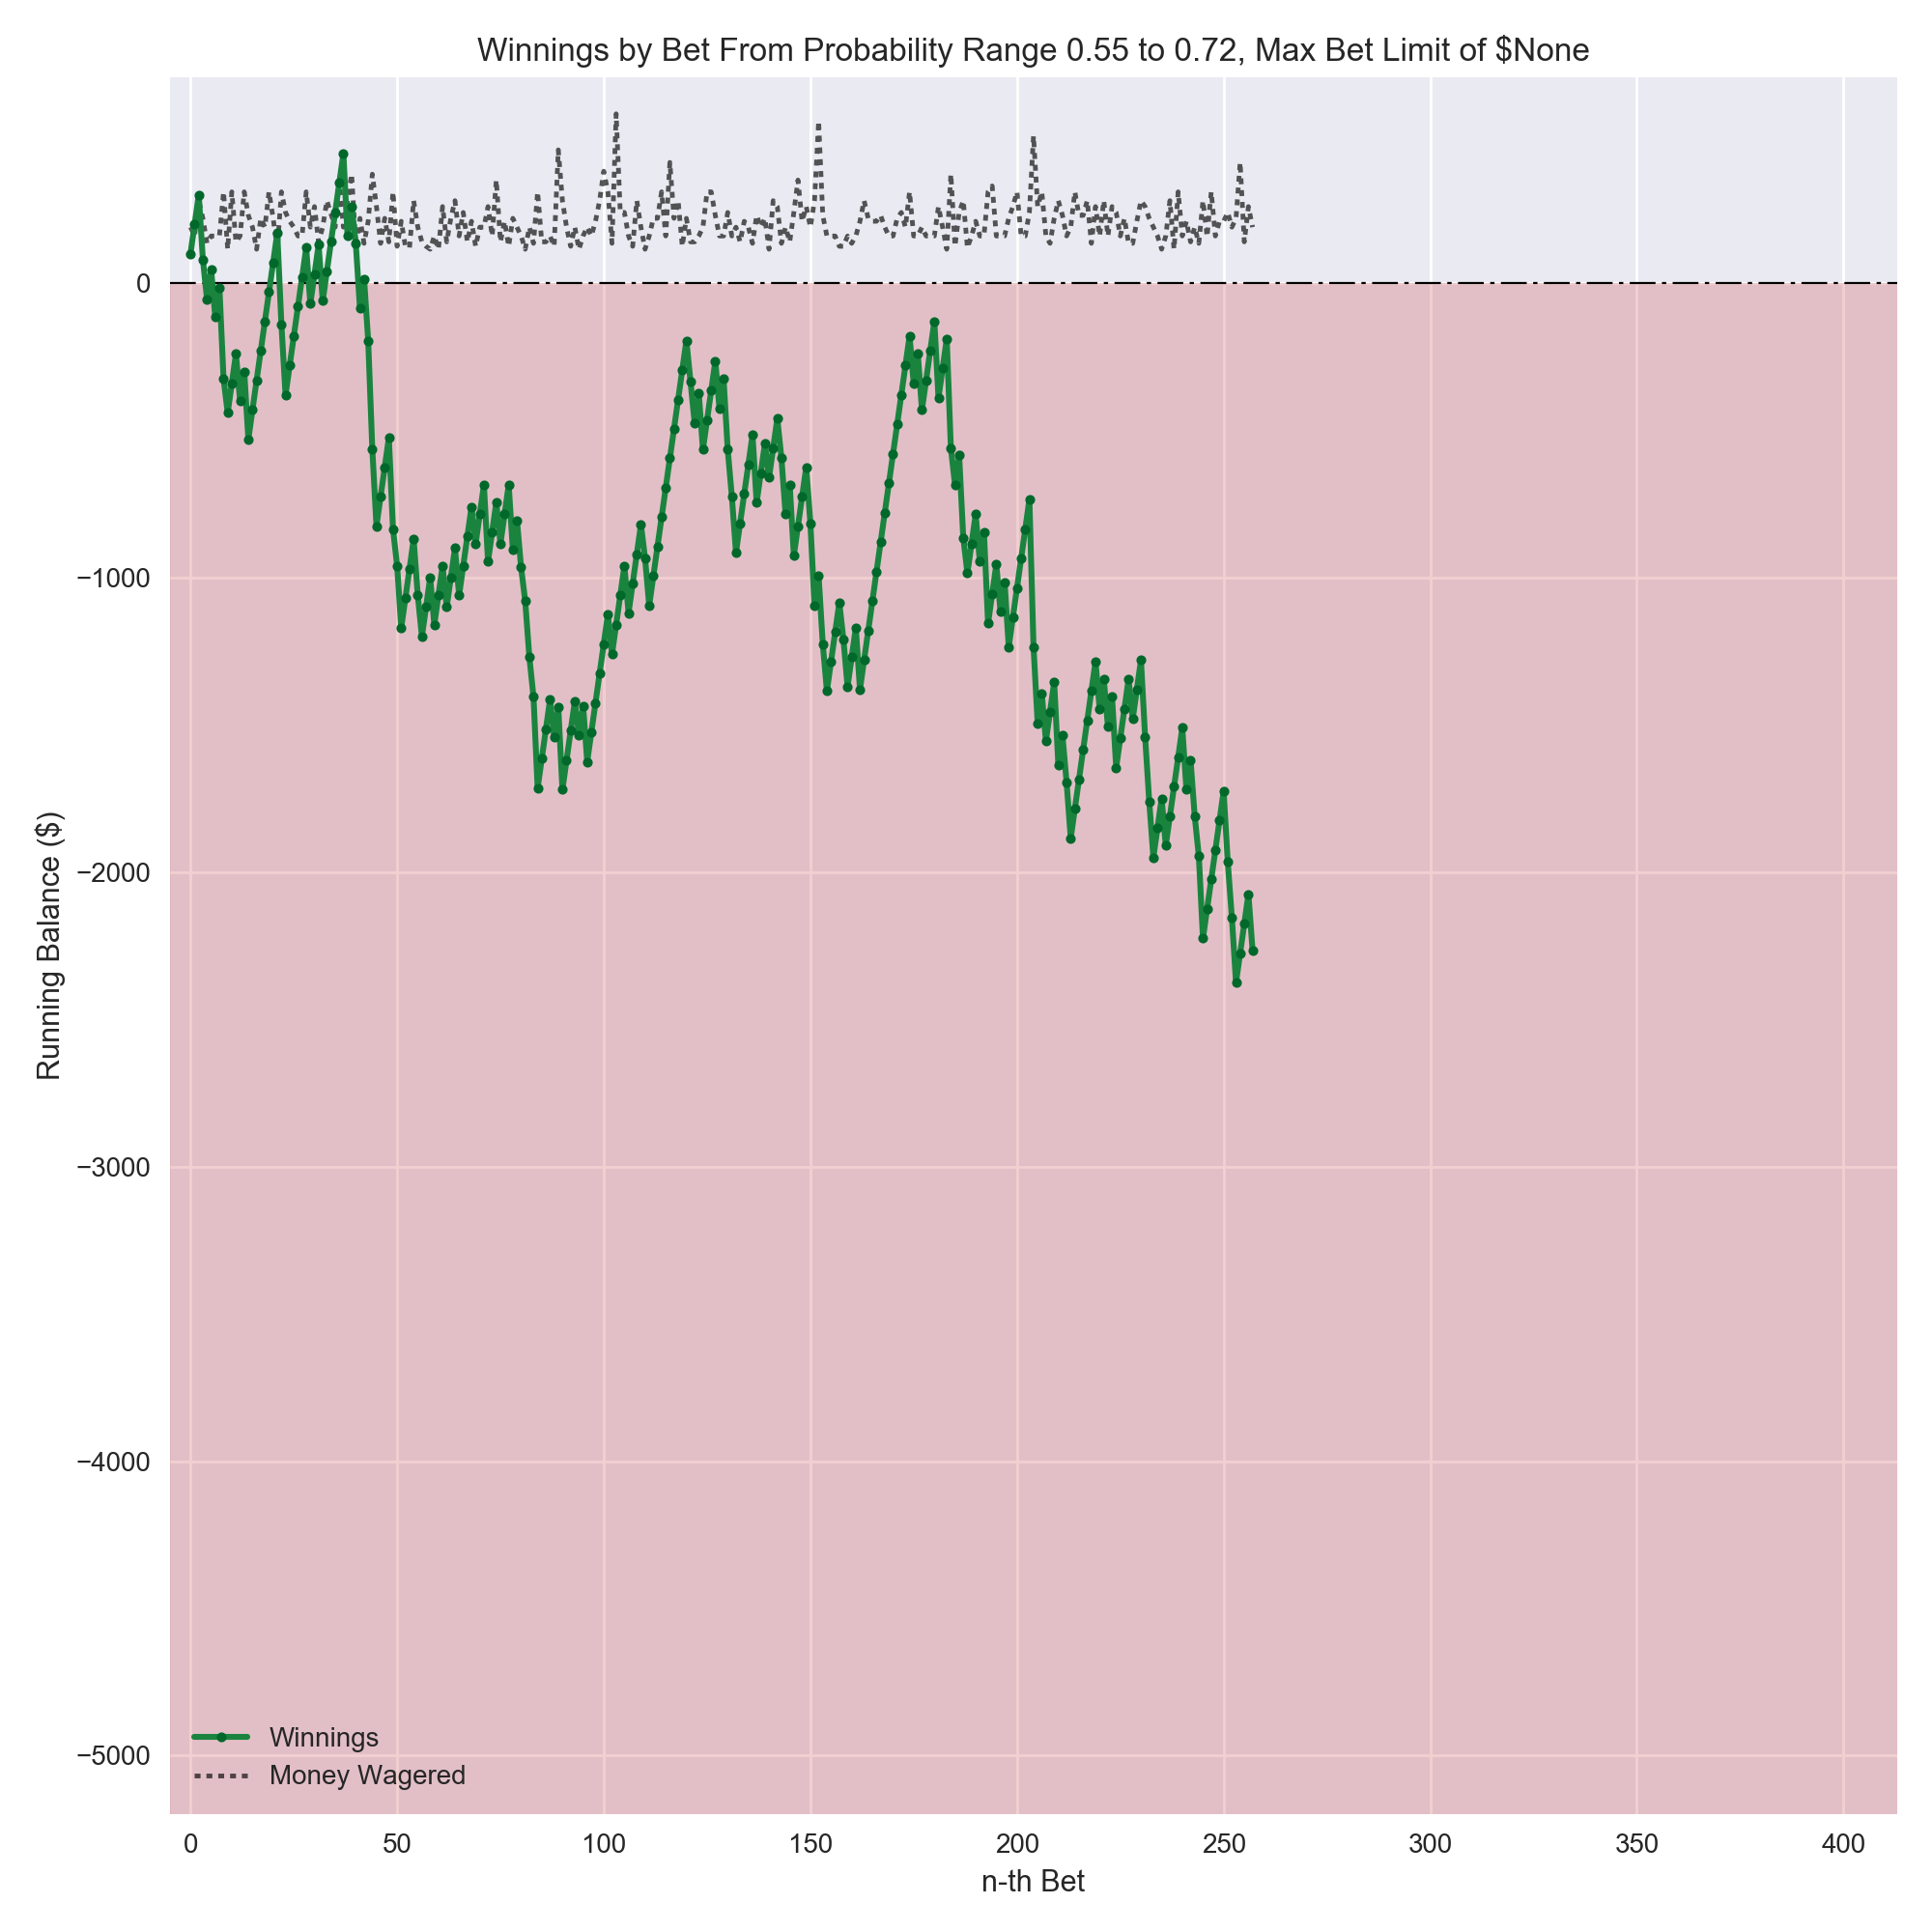 Winnings by Bet From Probability Range 0.55 to 0.72, Max Bet Limit of $None
Running Balance ($)
0
−1000
−2000
−3000
−4000
−5000
Winnings
Money Wagered
0 50 100 150 200 250 300 350 400
n-th Bet